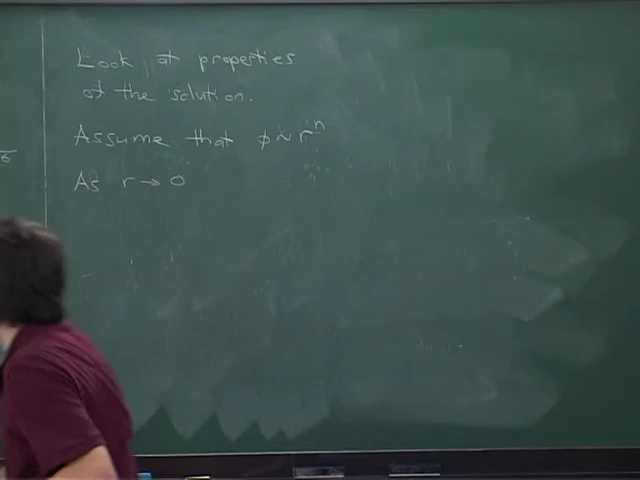 Look at properties
of the solution.
Assume that ϕ ~ rⁿ
As r → 0